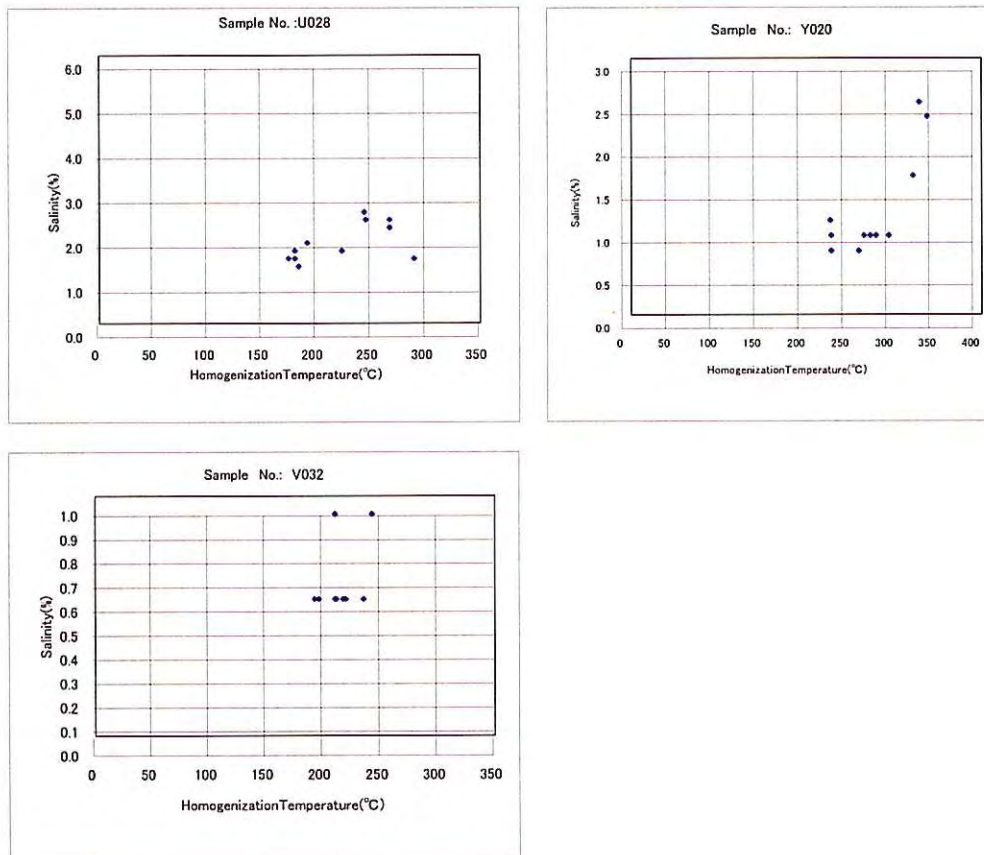 Sample No. :U028
6.0
5.0
4.0
3.0
2.0
1.0
0.0
Salinity(%)
0 50 100 150 200 250 300 350
HomogenizationTemperature(°C)
Sample No.: Y020
3.0
2.5
2.0
1.5
1.0
0.5
0.0
Salinity(%)
0 50 100 150 200 250 300 350 400
HomogenizationTemperature(°C)
Sample No.: V032
1.0
0.9
0.8
0.7
0.6
0.5
0.4
0.3
0.2
0.1
0.0
Salinity(%)
0 50 100 150 200 250 300 350
HomogenizationTemperature(°C)